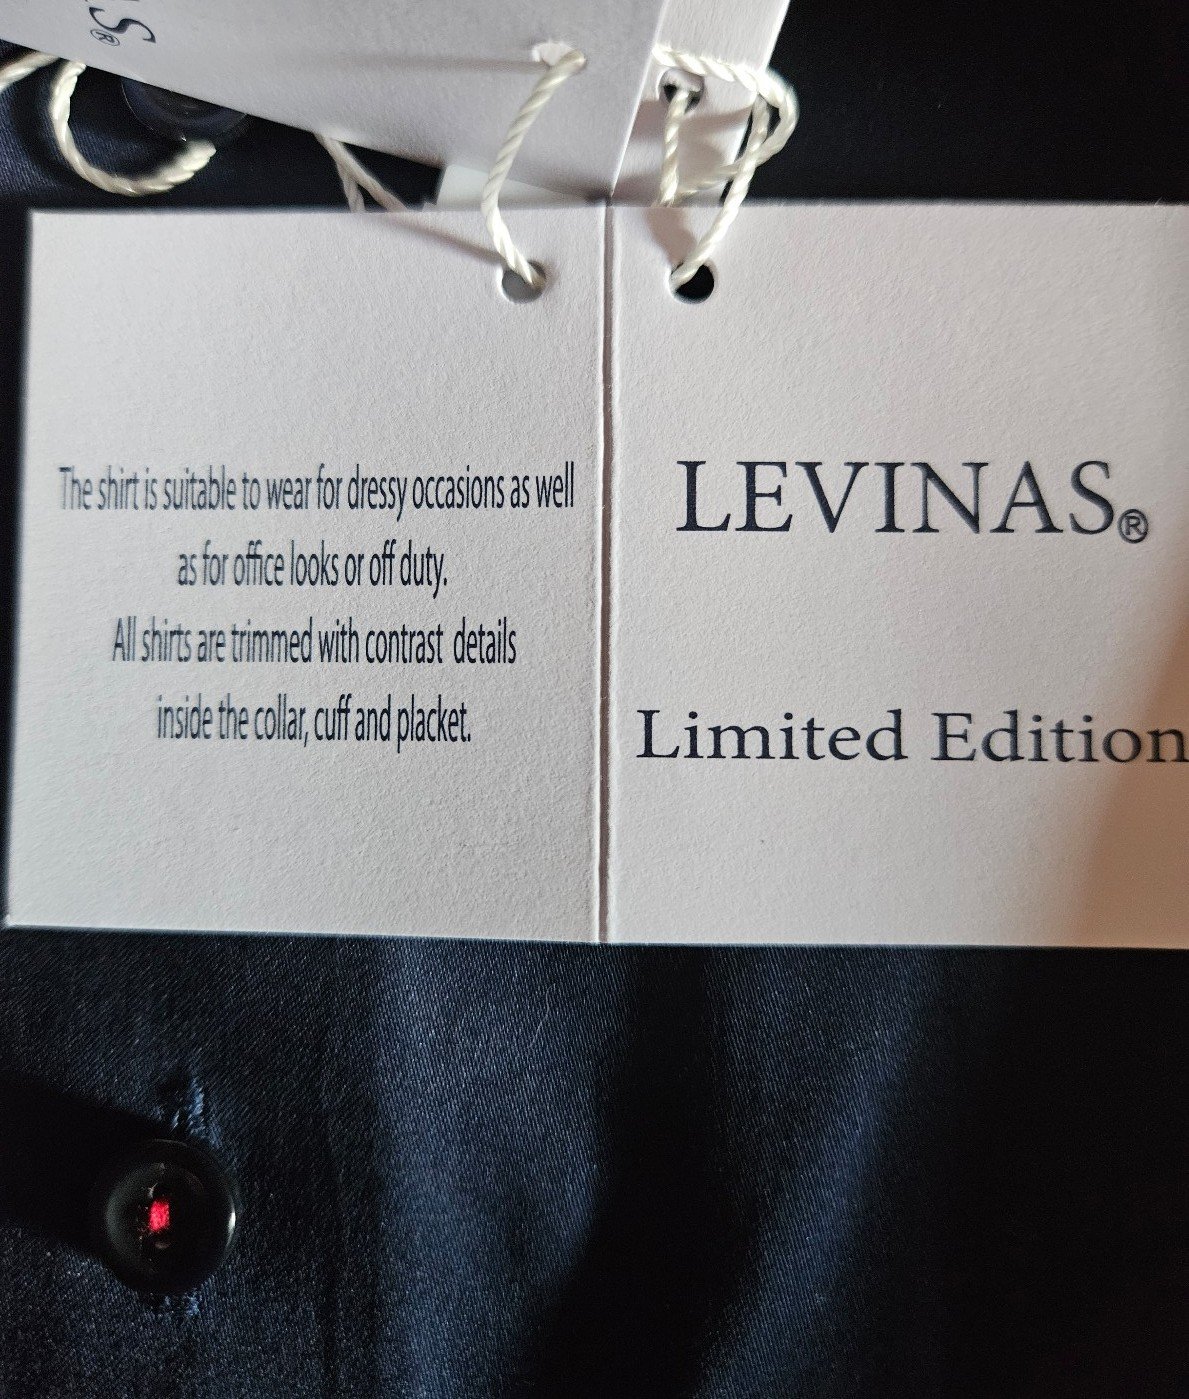 AS®
The shirt is suitable to wear for dressy occasions as well
as for office looks or off duty.
All shirts are trimmed with contrast details
inside the collar, cuff and placket.
LEVINAS®
Limited Edition